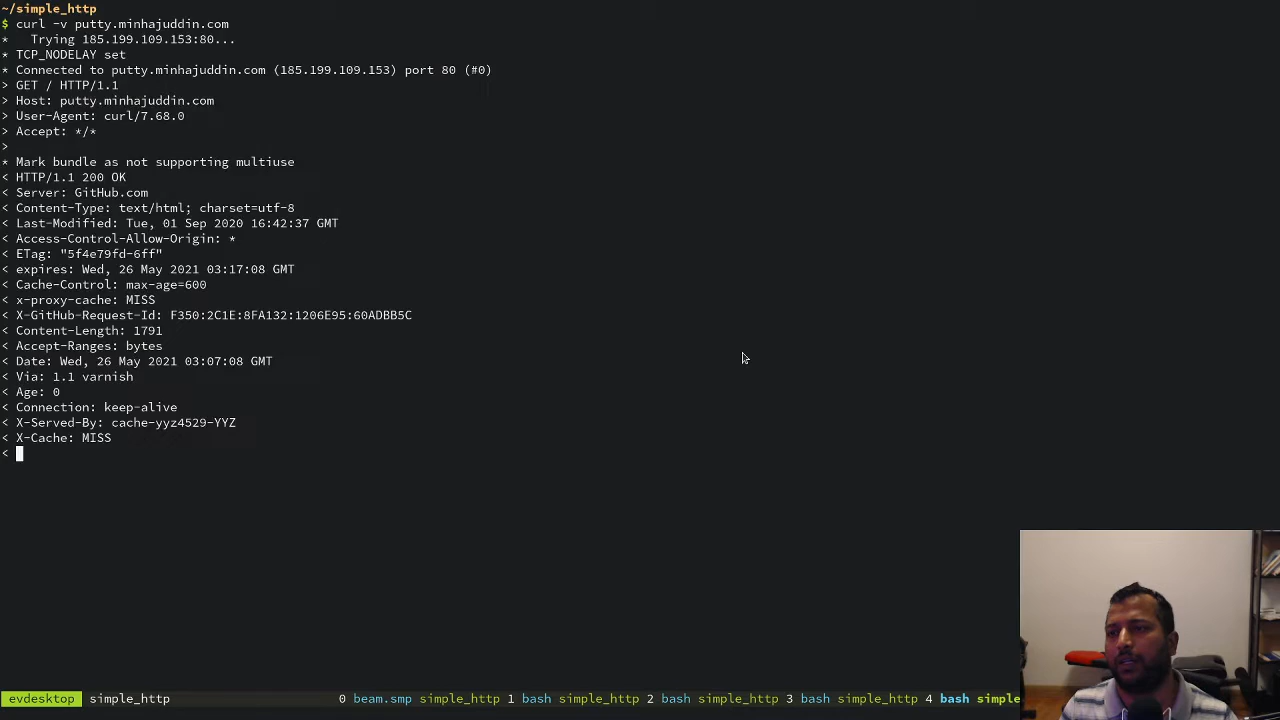 ~/simple_http
$ curl -v putty.minhajuddin.com
*   Trying 185.199.109.153:80...
* TCP_NODELAY set
* Connected to putty.minhajuddin.com (185.199.109.153) port 80 (#0)
> GET / HTTP/1.1
> Host: putty.minhajuddin.com
> User-Agent: curl/7.68.0
> Accept: */*
>
* Mark bundle as not supporting multiuse
< HTTP/1.1 200 OK
< Server: GitHub.com
< Content-Type: text/html; charset=utf-8
< Last-Modified: Tue, 01 Sep 2020 16:42:37 GMT
< Access-Control-Allow-Origin: *
< ETag: "5f4e79fd-6ff"
< expires: Wed, 26 May 2021 03:17:08 GMT
< Cache-Control: max-age=600
< x-proxy-cache: MISS
< X-GitHub-Request-Id: F350:2C1E:8FA132:1206E95:60ADBB5C
< Content-Length: 1791
< Accept-Ranges: bytes
< Date: Wed, 26 May 2021 03:07:08 GMT
< Via: 1.1 varnish
< Age: 0
< Connection: keep-alive
< X-Served-By: cache-yyz4529-YYZ
< X-Cache: MISS
<
evdesktop simple_http 0 beam.smp simple_http 1 bash simple_http 2 bash simple_http 3 bash simple_http 4 bash simple